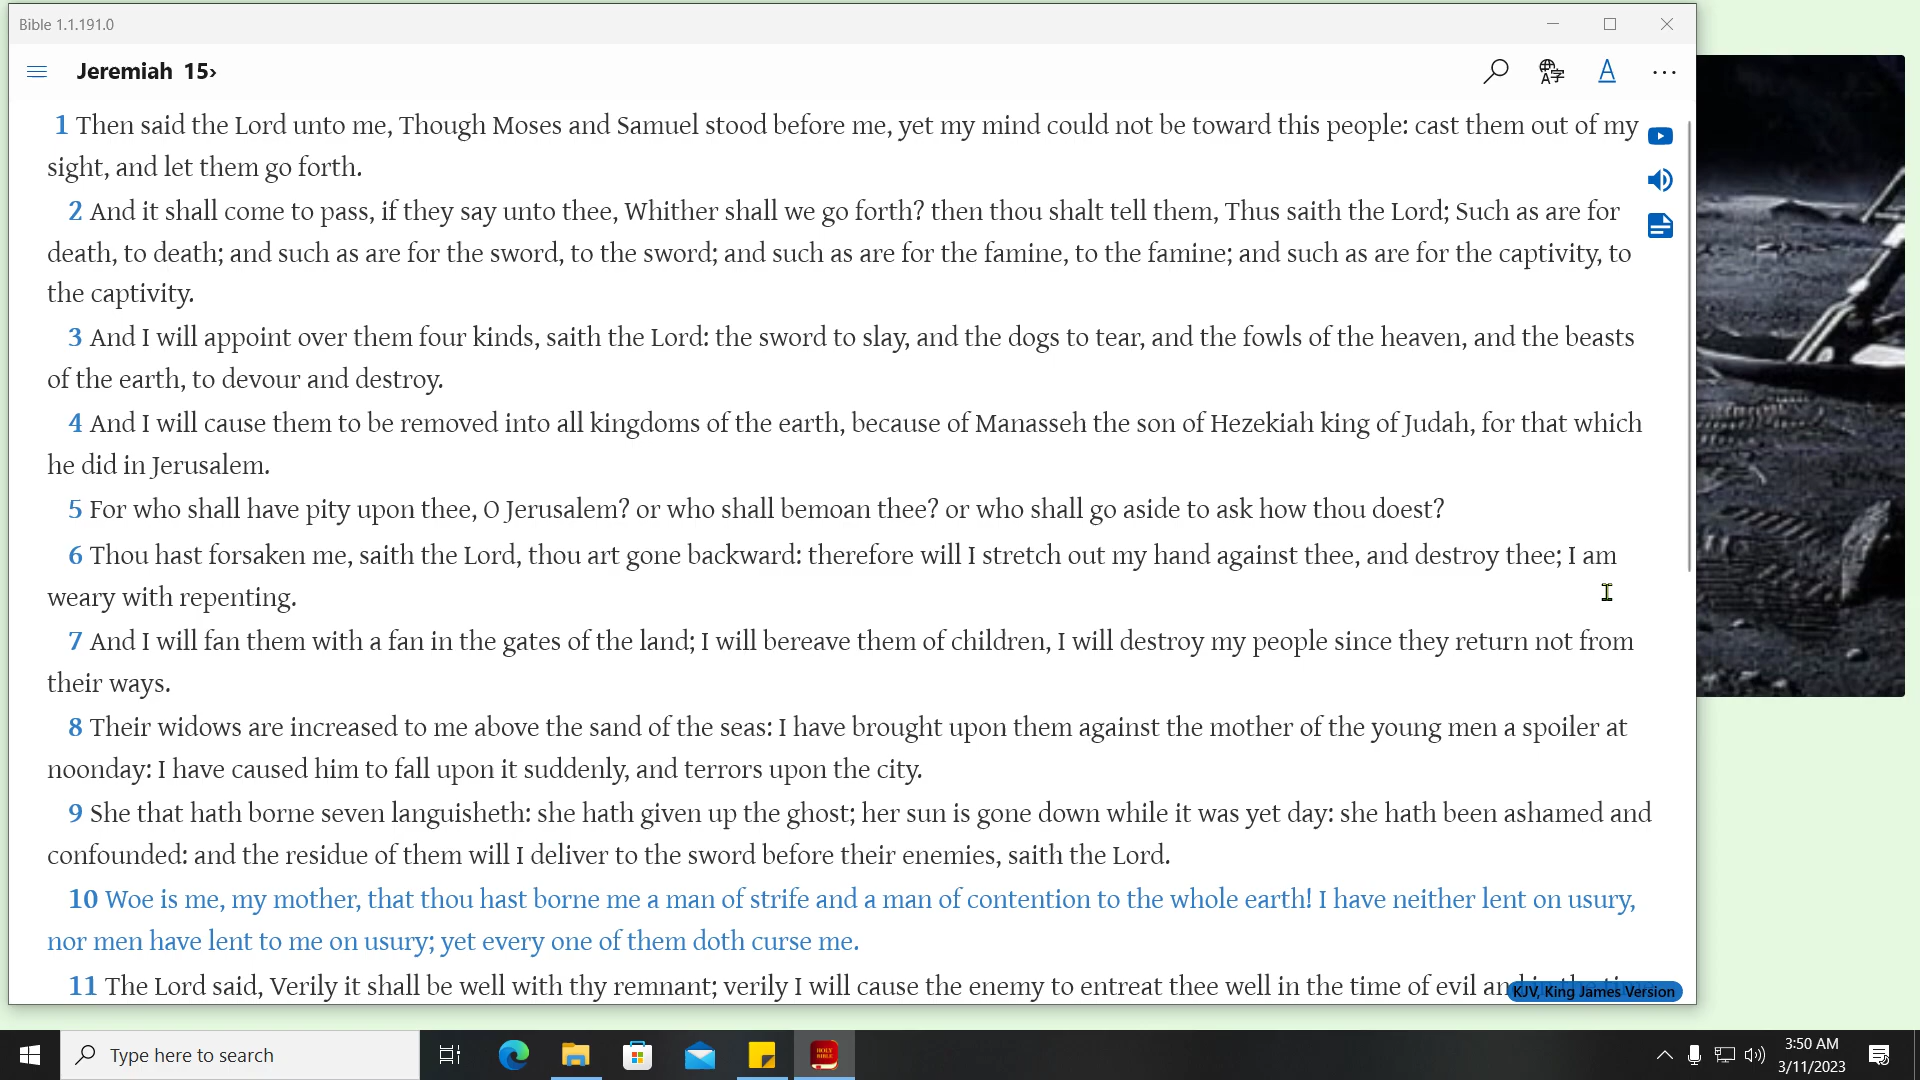 Bible 1.1.191.0
Jeremiah 15›
1 Then said the Lord unto me, Though Moses and Samuel stood before me, yet my mind could not be toward this people: cast them out of my
sight, and let them go forth.
2 And it shall come to pass, if they say unto thee, Whither shall we go forth? then thou shalt tell them, Thus saith the Lord; Such as are for
death, to death; and such as are for the sword, to the sword; and such as are for the famine, to the famine; and such as are for the captivity, to
the captivity.
3 And I will appoint over them four kinds, saith the Lord: the sword to slay, and the dogs to tear, and the fowls of the heaven, and the beasts
of the earth, to devour and destroy.
4 And I will cause them to be removed into all kingdoms of the earth, because of Manasseh the son of Hezekiah king of Judah, for that which
he did in Jerusalem.
5 For who shall have pity upon thee, O Jerusalem? or who shall bemoan thee? or who shall go aside to ask how thou doest?
6 Thou hast forsaken me, saith the Lord, thou art gone backward: therefore will I stretch out my hand against thee, and destroy thee; I am
weary with repenting.
7 And I will fan them with a fan in the gates of the land; I will bereave them of children, I will destroy my people since they return not from
their ways.
8 Their widows are increased to me above the sand of the seas: I have brought upon them against the mother of the young men a spoiler at
noonday: I have caused him to fall upon it suddenly, and terrors upon the city.
9 She that hath borne seven languisheth: she hath given up the ghost; her sun is gone down while it was yet day: she hath been ashamed and
confounded: and the residue of them will I deliver to the sword before their enemies, saith the Lord.
10 Woe is me, my mother, that thou hast borne me a man of strife and a man of contention to the whole earth! I have neither lent on usury,
nor men have lent to me on usury; yet every one of them doth curse me.
11 The Lord said, Verily it shall be well with thy remnant; verily I will cause the enemy to entreat thee well in the time of evil
KJV, King James Version
Type here to search
HOLY BIBLE
3:50 AM
3/11/2023